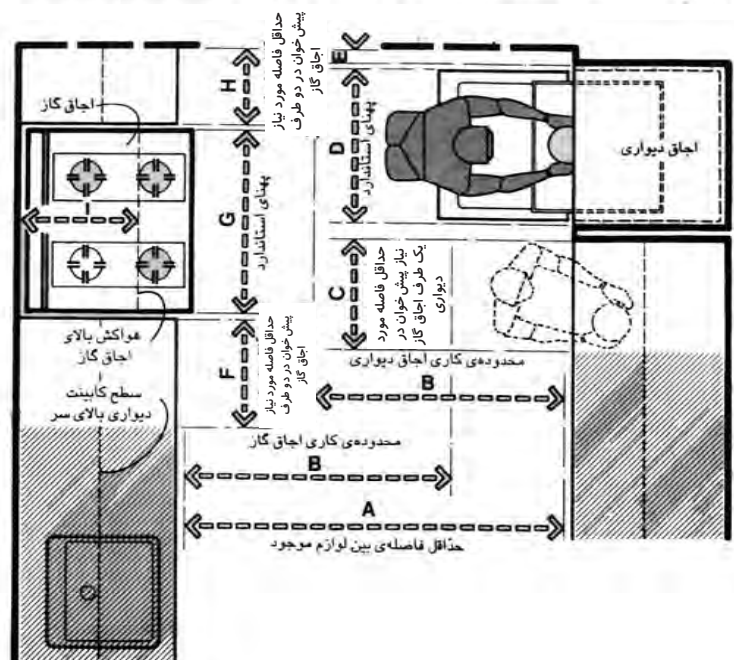 حداقل فاصله مورد نیاز
پیش‌خوان در دو طرف
اجاق گاز
H
E
اجاق گاز
پهنای استاندارد
D
اجاق دیواری
I
G
پهنای استاندارد
C
حداقل فاصله مورد
نیاز پیش‌خوان در
یک طرف اجاق گاز
دیواری
هواکش بالای
اجاق گاز
F
حداقل فاصله مورد نیاز
پیش‌خوان در دو طرف
اجاق گاز
محدوده‌ی کاری اجاق دیواری
B
سطح کابینت
دیواری بالای سر
محدوده‌ی کاری اجاق گاز
B
A
حداقل فاصله‌ی بین لوازم موجود